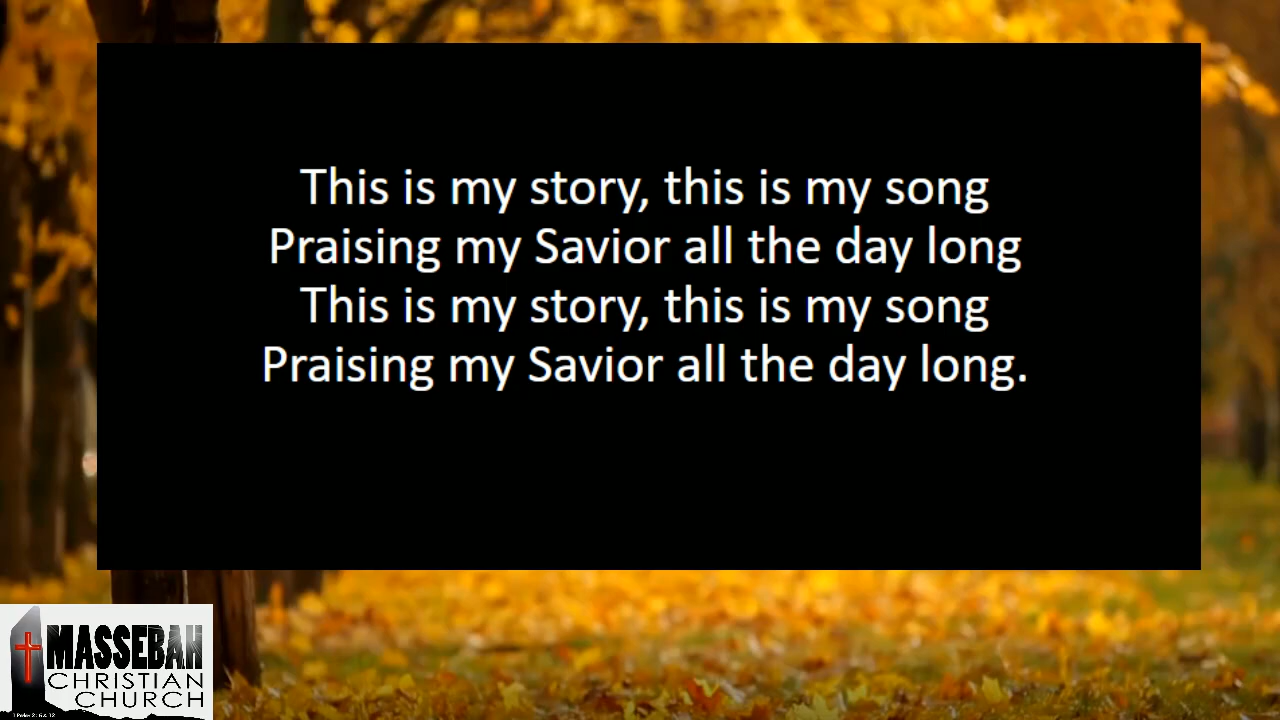 This is my story, this is my song
Praising my Savior all the day long
This is my story, this is my song
Praising my Savior all the day long.
MASSEBAH
CHRISTIAN
CHURCH